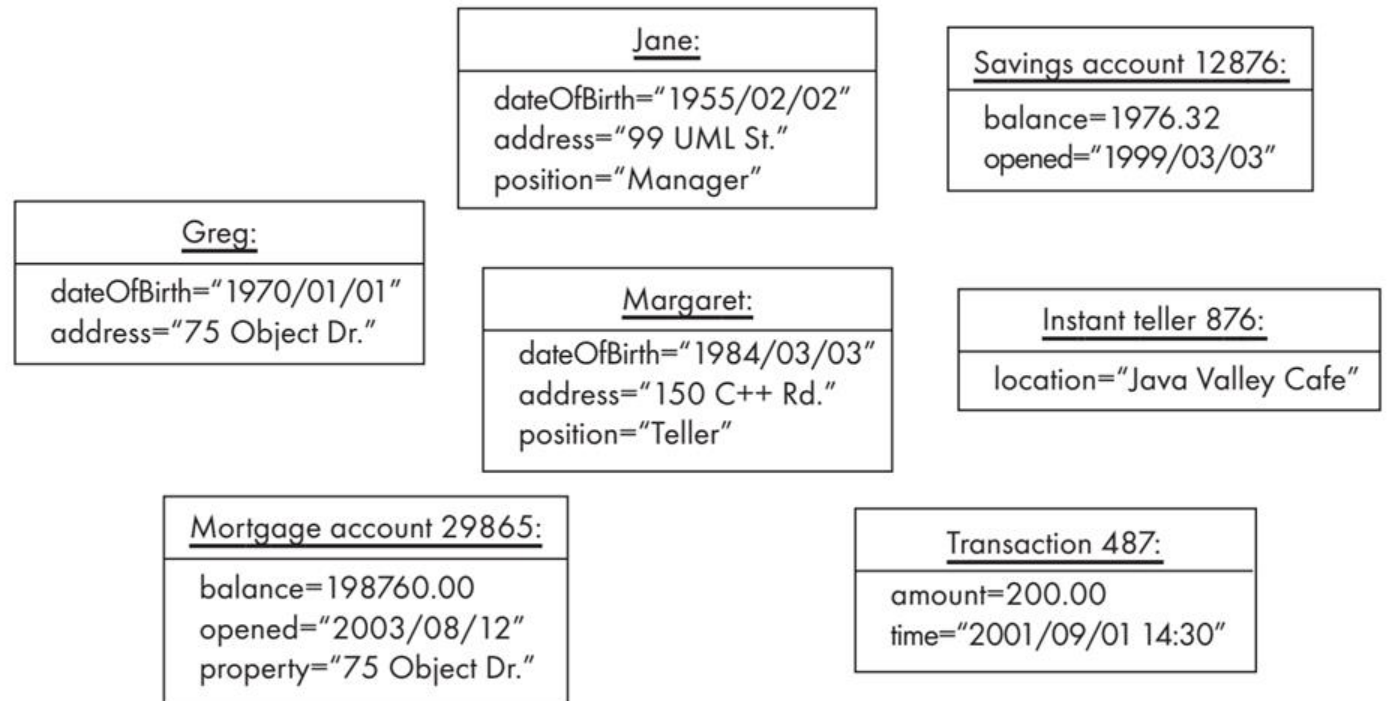 Jane:
dateOfBirth="1955/02/02"
address="99 UML St."
position="Manager"
Savings account 12876:
balance=1976.32
opened="1999/03/03"
Greg:
dateOfBirth="1970/01/01"
address="75 Object Dr."
Margaret:
dateOfBirth="1984/03/03"
address="150 C++ Rd."
position="Teller"
Instant teller 876:
location="Java Valley Cafe"
Mortgage account 29865:
balance=198760.00
opened="2003/08/12"
property="75 Object Dr."
Transaction 487:
amount=200.00
time="2001/09/01 14:30"